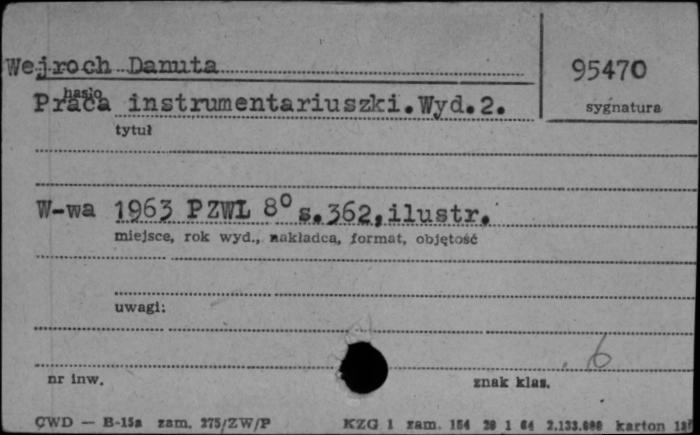 Wejroch Danuta 95470
hasło sygnatura
Praca instrumentariuszki.Wyd.2.
tytuł
W-wa 1963 PZWL 8° s.362,ilustr.
miejsce, rok wyd., nakładca, format, objętość
uwagi:
6
nr inw. znak klas.
CWD — B-15a zam. 275/ZW/P KZG 1 zam. 154 29 1 64 2.133.000 karton